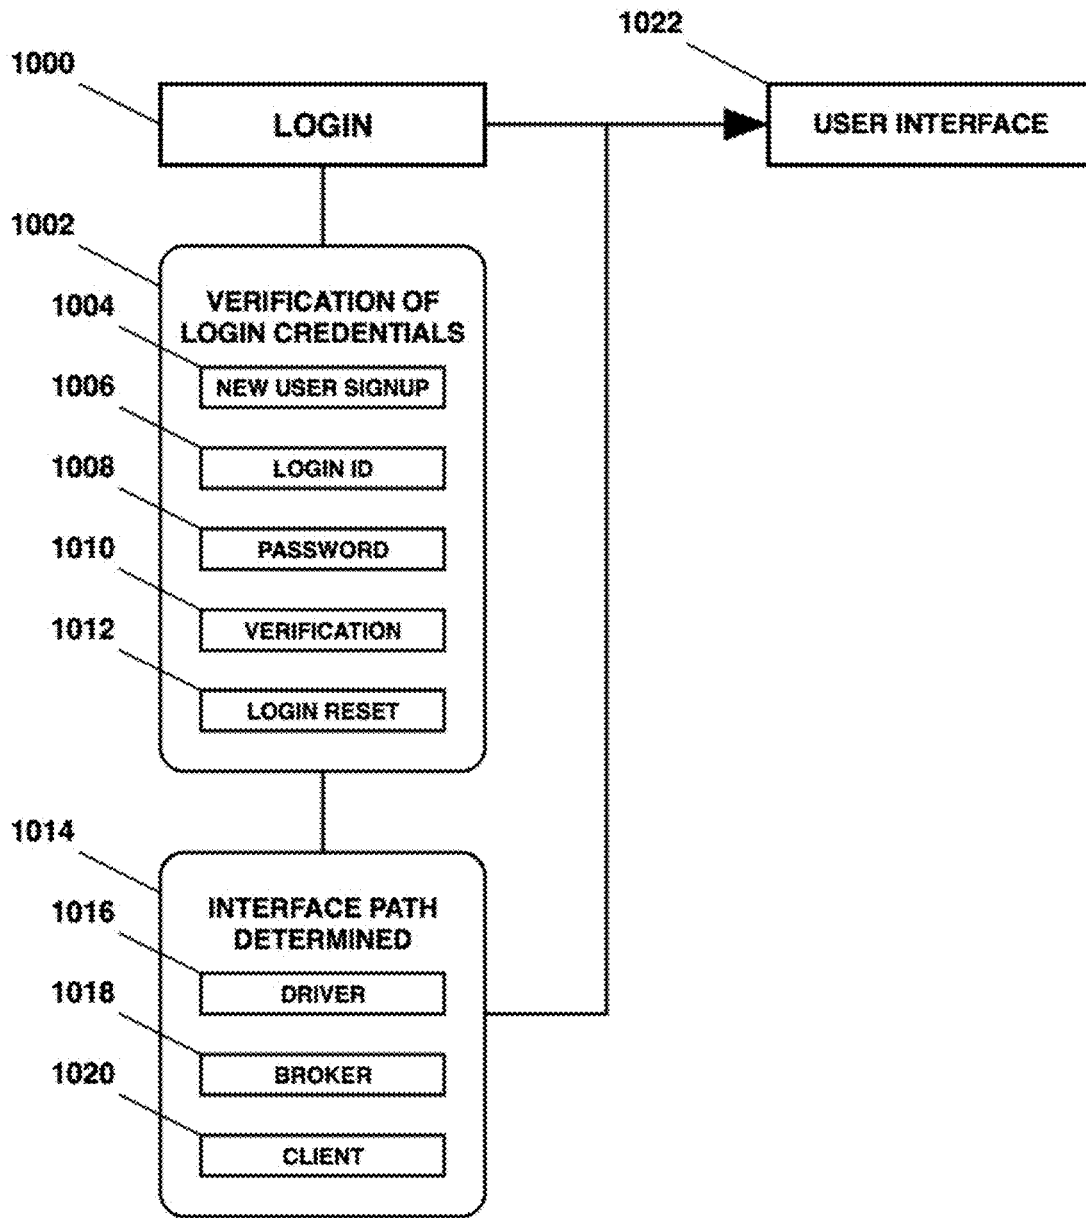 1022
1000
LOGIN
USER INTERFACE
1002
VERIFICATION OF
LOGIN CREDENTIALS
1004
NEW USER SIGNUP
1006
LOGIN ID
1008
PASSWORD
1010
VERIFICATION
1012
LOGIN RESET
1014
INTERFACE PATH
DETERMINED
1016
DRIVER
1018
BROKER
1020
CLIENT